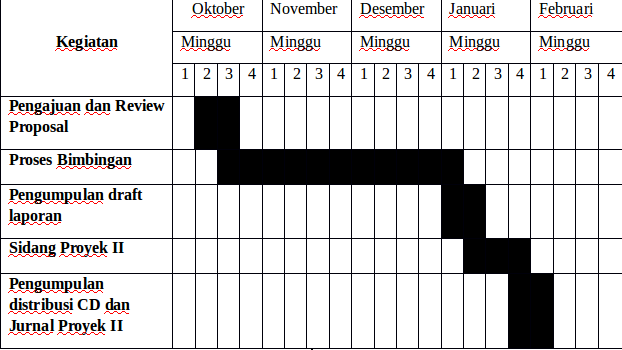 Kegiatan
Oktober November Desember Januari Februari
Minggu Minggu Minggu Minggu Minggu
1 2 3 4 1 2 3 4 1 2 3 4 1 2 3 4 1 2 3 4
Pengajuan dan Review
Proposal
Proses Bimbingan
Pengumpulan draft
laporan
Sidang Proyek II
Pengumpulan
distribusi CD dan
Jurnal Proyek II